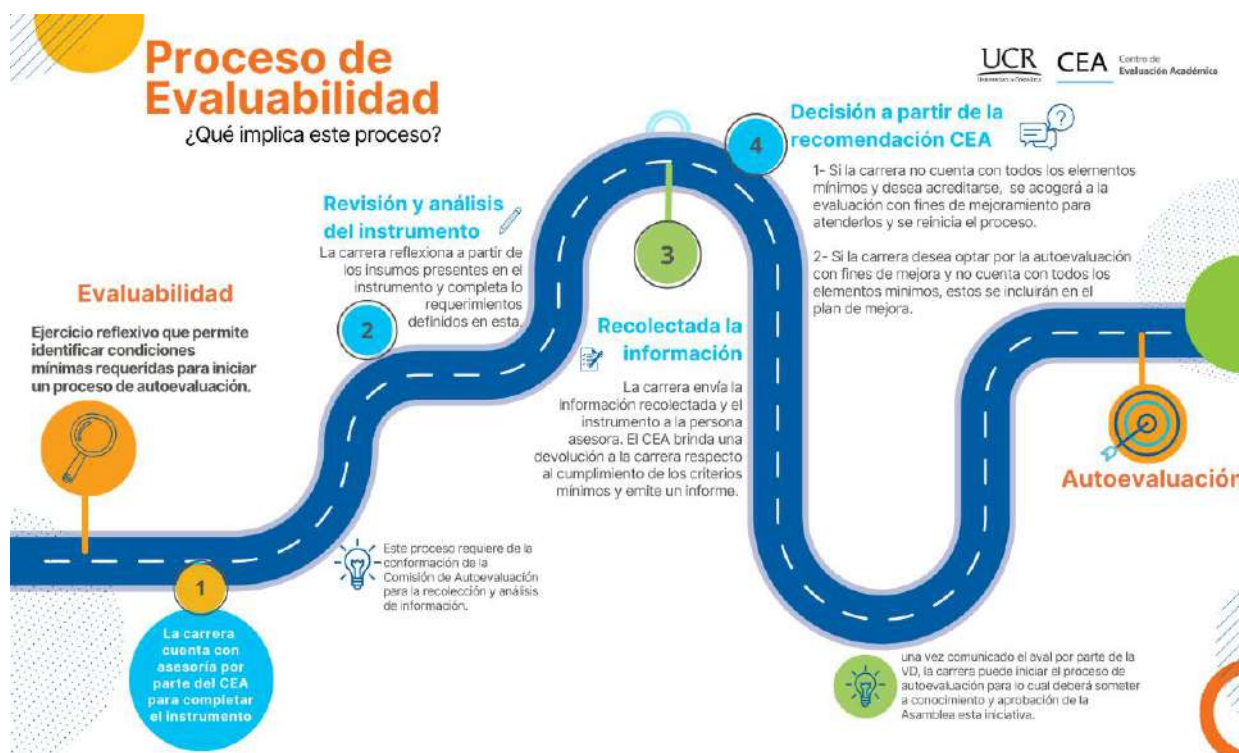 Proceso de
Evaluabilidad
¿Qué implica este proceso?
UCR
CEA
Centro de
Evaluación Académica
Evaluabilidad
Ejercicio reflexivo que permite
identificar condiciones
mínimas requeridas para iniciar
un proceso de autoevaluación.
1
La carrera
cuenta con
asesoría por
parte del CEA
para completar
el instrumento
Revisión y análisis
del instrumento
La carrera reflexiona a partir de
los insumos presentes en el
instrumento y completa lo
requerimientos
definidos en esta.
2
Este proceso requiere de la
conformación de la
Comisión de Autoevaluación
para la recolección y análisis
de información.
3
Recolectada la
información
La carrera envía la
información recolectada y el
instrumento a la persona
asesora. El CEA brinda una
devolución a la carrera respecto
al cumplimiento de los criterios
mínimos y emite un informe.
4
Decisión a partir de la
recomendación CEA
1- Si la carrera no cuenta con todos los elementos
mínimos y desea acreditarse, se acogerá a la
evaluación con fines de mejoramiento para
atenderlos y se reinicia el proceso.
2- Si la carrera desea optar por la autoevaluación
con fines de mejora y no cuenta con todos los
elementos mínimos, estos se incluirán en el
plan de mejora.
una vez comunicado el aval por parte de la
VD, la carrera puede iniciar el proceso de
autoevaluación para lo cual deberá someter
a conocimiento y aprobación de la
Asamblea esta iniciativa.
Autoevaluación